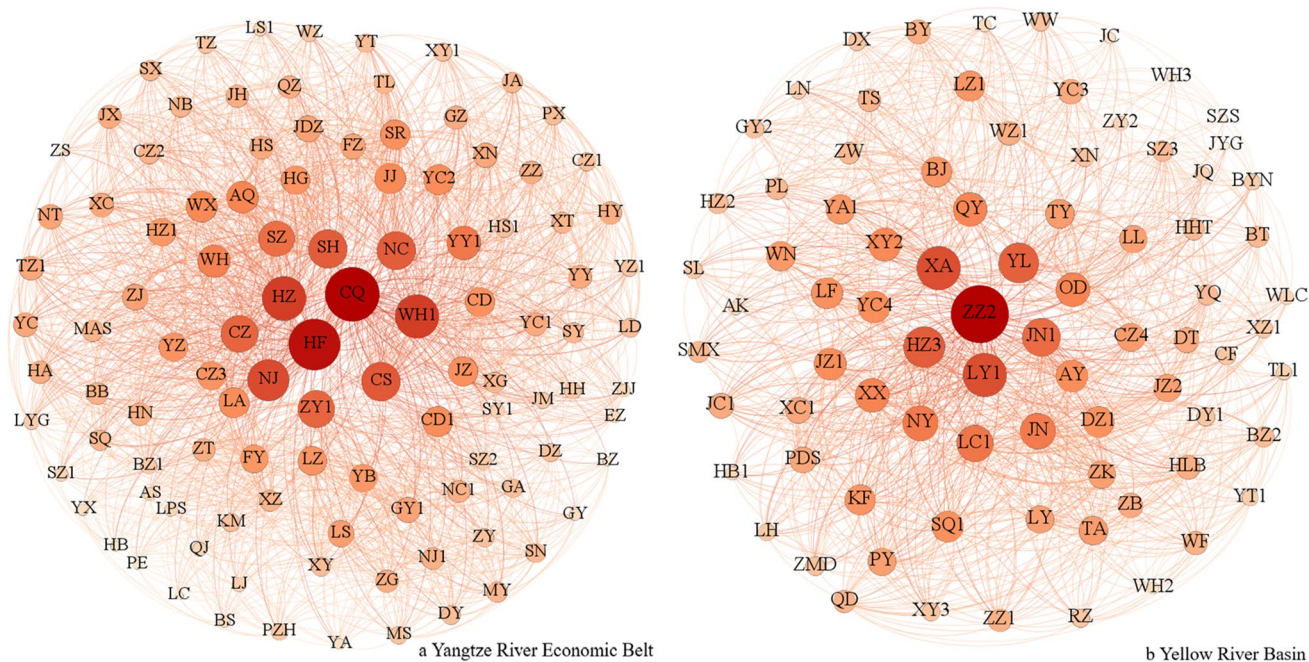 LS1
WZ
YT
TZ
XY1
SX
QZ
TL
JA
NB
JH
PX
JX
JDZ
SR
GZ
ZS
CZ2
HS
FZ
XN
ZZ
CZ1
HG
JJ
YC2
NT
XC
WX
AQ
HY
HZ1
SZ
SH
NC
YY1
HS1
XT
TZ1
WH
YY
YZ1
ZJ
HZ
CQ
CD
YC
MAS
CZ
WH1
YC1
SY
LD
YZ
HF
HA
CZ3
NJ
CS
JZ
XG
HH
ZJJ
BB
LA
JM
LYG
HN
ZY1
CD1
SY1
EZ
SQ
ZT
FY
LZ
DZ
BZ
SZ1
BZ1
YB
SZ2
AS
XZ
NC1
GA
YX
LPS
GY1
GY
KM
LS
HB
QJ
ZY
SN
PE
XY
NJ1
LC
LJ
ZG
MY
BS
DY
PZH
YA
MS
a Yangtze River Economic Belt
TC
WW
BY
JC
DX
WH3
LN
LZ1
YC3
TS
SZS
GY2
WZ1
ZY2
JYG
ZW
XN
SZ3
BJ
JQ
BYN
PL
HZ2
YA1
QY
TY
HHT
XY2
LL
BT
WN
XA
YL
SL
LF
OD
YQ
WLC
AK
YC4
ZZ2
XZ1
HZ3
JN1
CZ4
DT
SMX
CF
JZ1
LY1
AY
TL1
XX
JZ2
JC1
XC1
NY
LC1
JN
DZ1
DY1
BZ2
PDS
HB1
ZK
HLB
KF
ZB
YT1
LH
SQ1
LY
TA
WF
ZMD
PY
WH2
QD
XY3
ZZ1
RZ
b Yellow River Basin